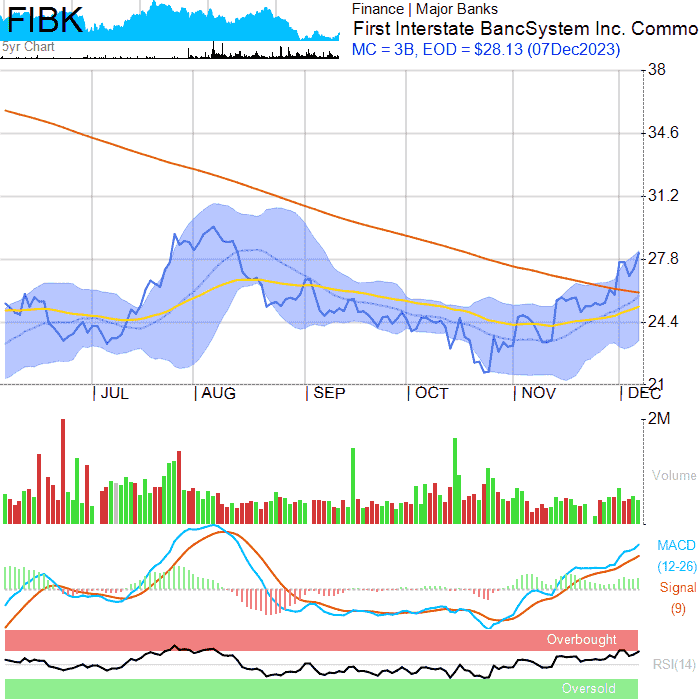 FIBK
5yr Chart
Finance | Major Banks
First Interstate BancSystem Inc. Commo
MC = 3B, EOD = $28.13 (07Dec2023)
38
34.6
31.2
27.8
24.4
21
JUL AUG SEP OCT NOV DEC
2M
Volume
MACD
(12-26)
Signal
(9)
Overbought
RSI(14)
Oversold